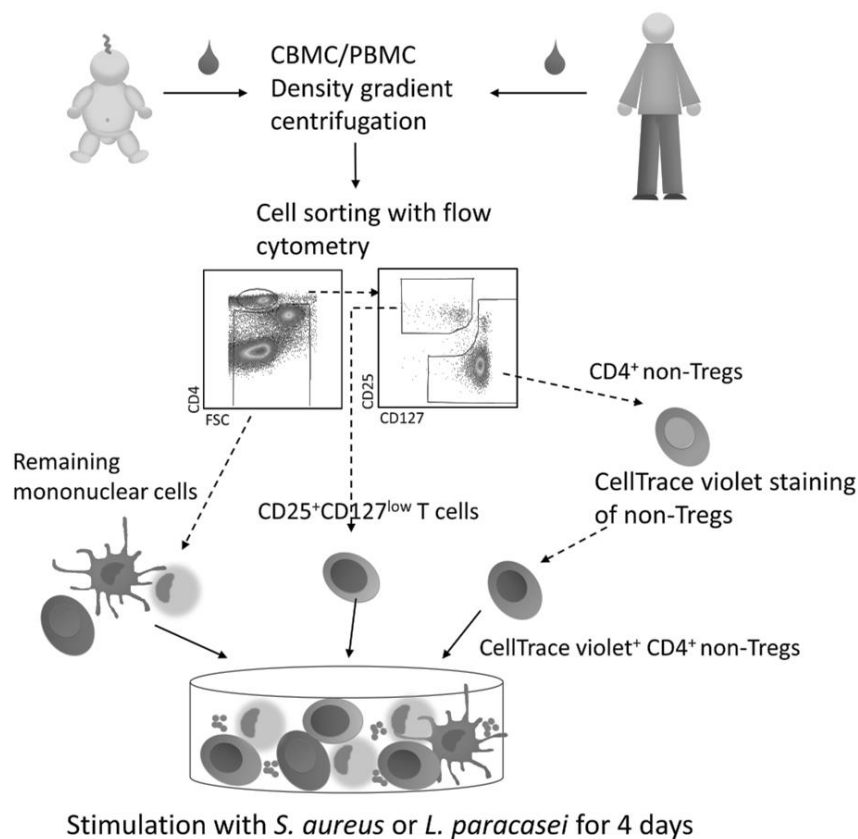 CBMC/PBMC
Density gradient
centrifugation
Cell sorting with flow
cytometry
CD4
FSC
CD25
CD127
CD4⁺ non-Tregs
Remaining
mononuclear cells
CD25⁺CD127ˡᵒʷ T cells
CellTrace violet staining
of non-Tregs
CellTrace violet⁺ CD4⁺ non-Tregs
Stimulation with S. aureus or L. paracasei for 4 days